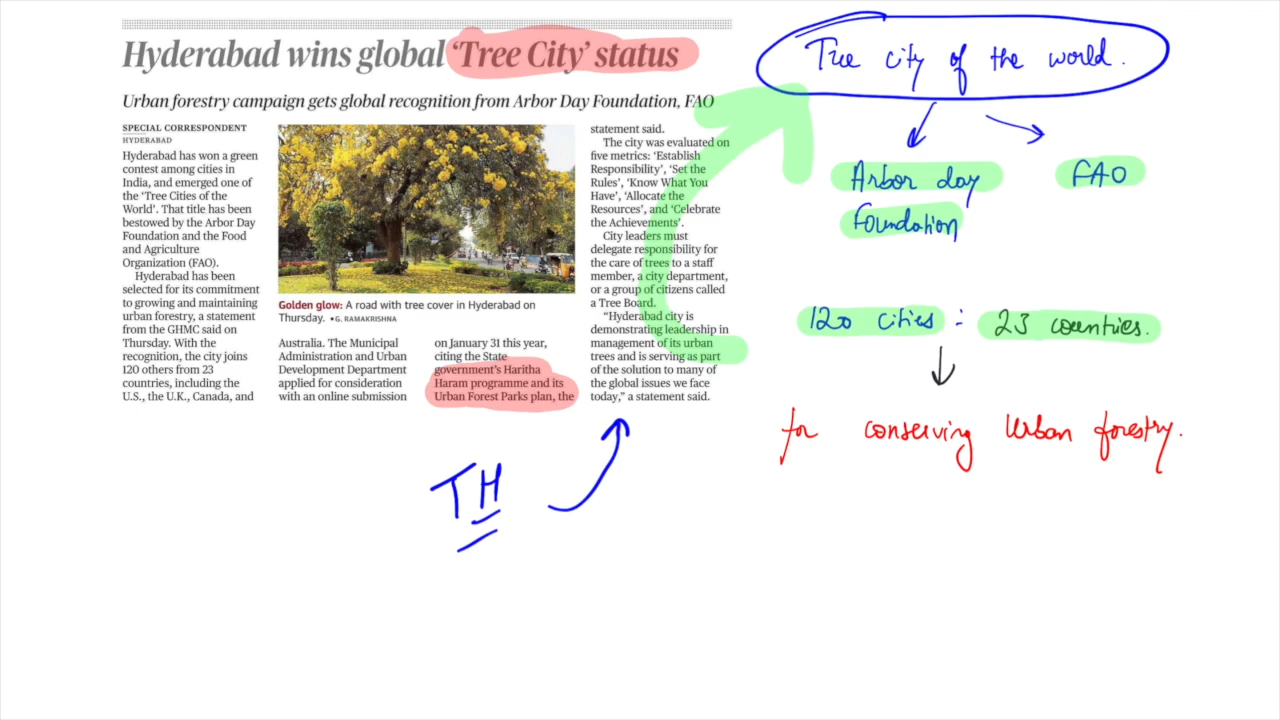 Hyderabad wins global ‘Tree City’ status
Urban forestry campaign gets global recognition from Arbor Day Foundation, FAO
SPECIAL CORRESPONDENT
HYDERABAD
Hyderabad has won a green
contest among cities in
India, and emerged one of
the ‘Tree Cities of the
World’. That title has been
bestowed by the Arbor Day
Foundation and the Food
and Agriculture
Organization (FAO).
Hyderabad has been
selected for its commitment
to growing and maintaining
urban forestry, a statement
from the GHMC said on
Thursday. With the
recognition, the city joins
120 others from 23
countries, including the
U.S., the U.K., Canada, and
Golden glow: A road with tree cover in Hyderabad on
Thursday. •G. RAMAKRISHNA
Australia. The Municipal
Administration and Urban
Development Department
applied for consideration
with an online submission
on January 31 this year,
citing the State
government’s Haritha
Haram programme and its
Urban Forest Parks plan, the
statement said.
The city was evaluated on
five metrics: ‘Establish
Responsibility’, ‘Set the
Rules’, ‘Know What You
Have’, ‘Allocate the
Resources’, and ‘Celebrate
the Achievements’.
City leaders must
delegate responsibility for
the care of trees to a staff
member, a city department,
or a group of citizens called
a Tree Board.
“Hyderabad city is
demonstrating leadership in
management of its urban
trees and is serving as part
of the solution to many of
the global issues we face
today,” a statement said.
TH
Tree city of the world.
Arbor day
foundation
FAO
120 cities : 23 counties.
for conserving Urban forestry.